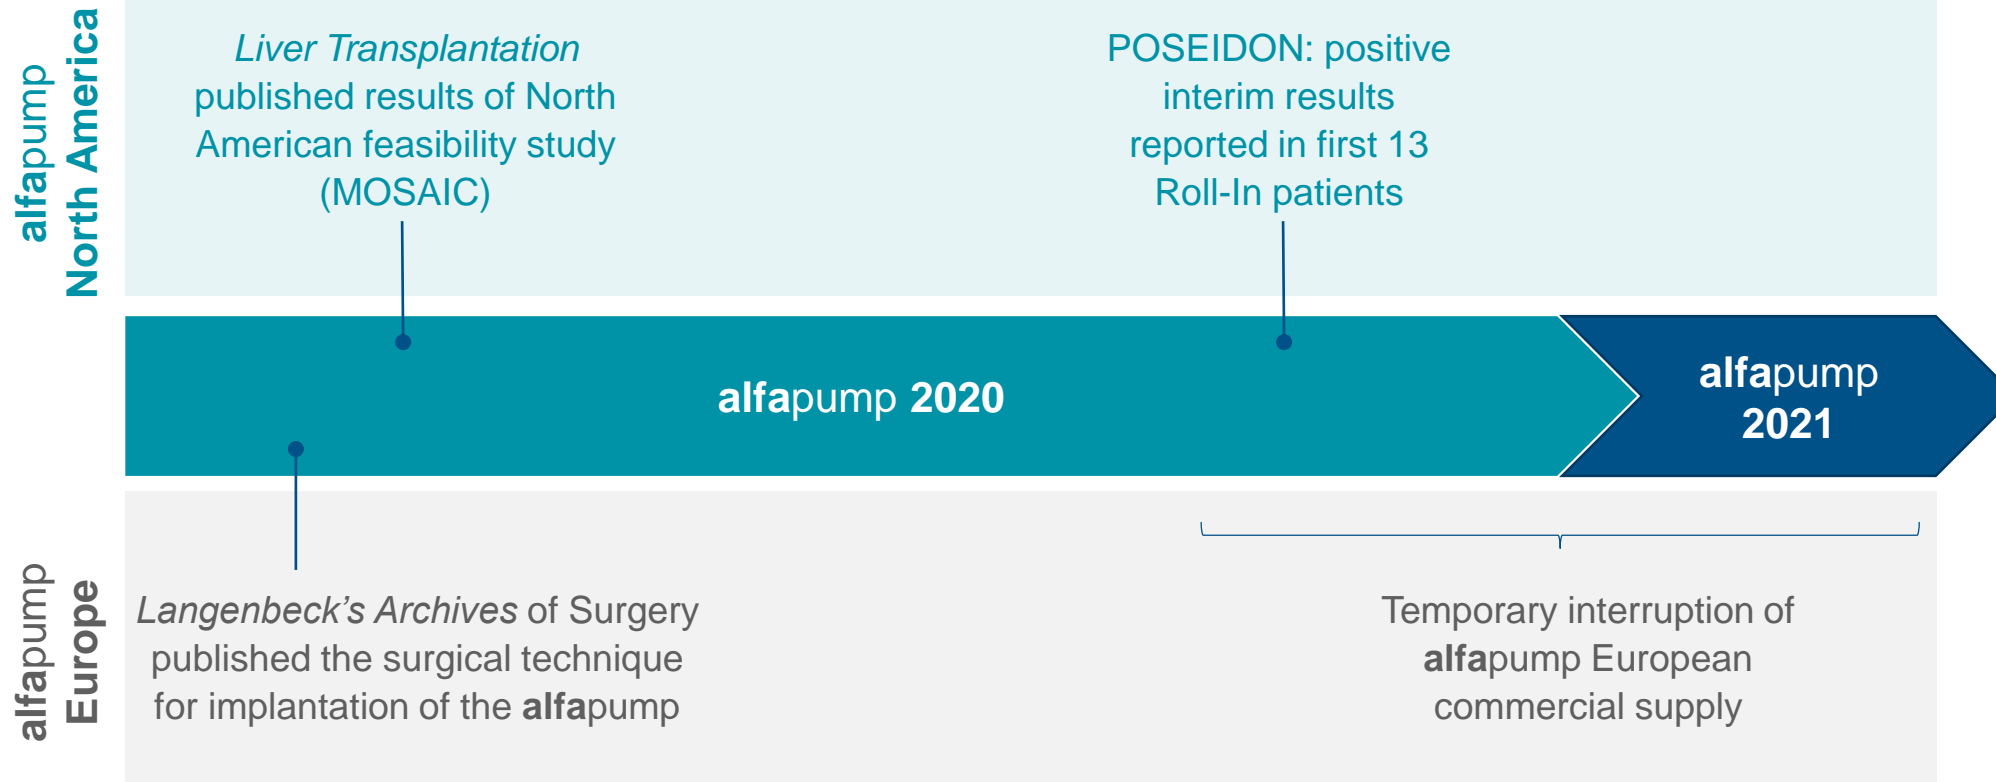 alfapump
North America
Liver Transplantation
published results of North
American feasibility study
(MOSAIC)
POSEIDON: positive
interim results
reported in first 13
Roll-In patients
alfapump 2020
alfapump
2021
alfapump
Europe
Langenbeck’s Archives of Surgery
published the surgical technique
for implantation of the alfapump
Temporary interruption of
alfapump European
commercial supply